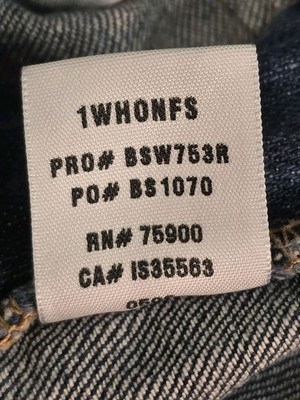 1WHONFS
PRO# BSW753R
PO# BS1070
RN# 75900
CA# IS35563